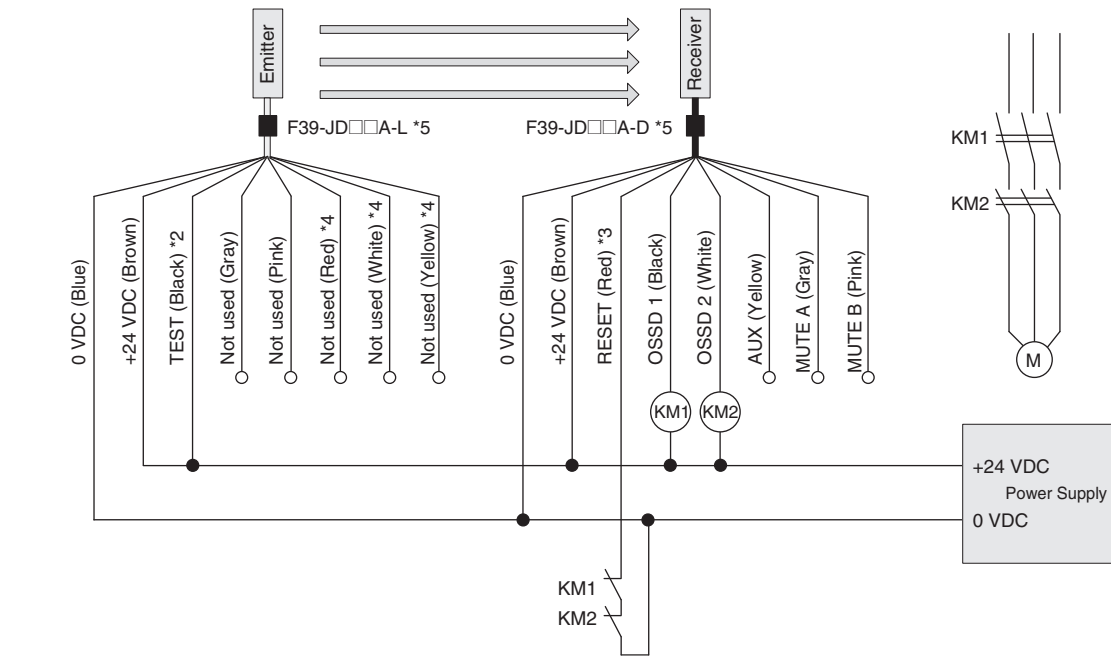 Emitter
Receiver
F39-JD□□A-L *5
F39-JD□□A-D *5
0 VDC (Blue)
+24 VDC (Brown)
TEST (Black) *2
Not used (Gray)
Not used (Pink)
Not used (Red) *4
Not used (White) *4
Not used (Yellow) *4
0 VDC (Blue)
+24 VDC (Brown)
RESET (Red) *3
OSSD 1 (Black)
OSSD 2 (White)
AUX (Yellow)
MUTE A (Gray)
MUTE B (Pink)
KM1
KM2
M
KM1
KM2
+24 VDC
Power Supply
0 VDC
KM1
KM2